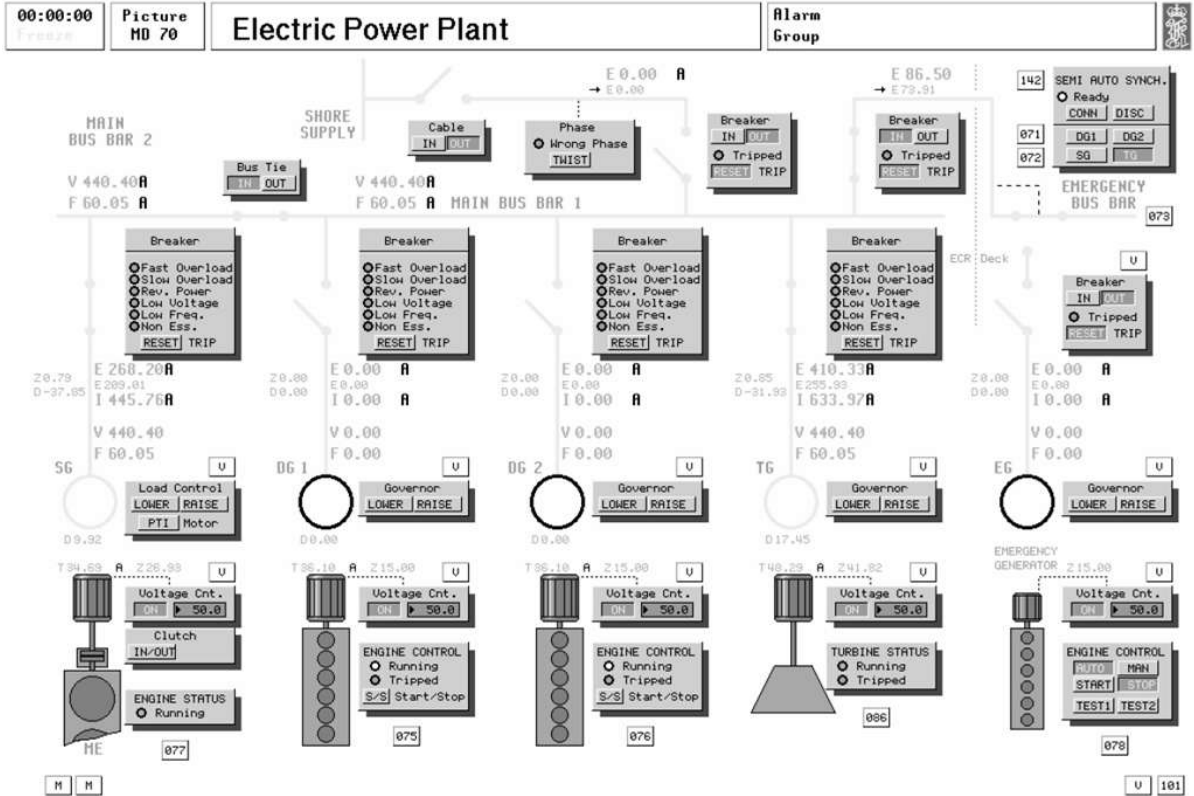 00:00:00
Freeze
Picture
MD 70
Electric Power Plant
Alarm
Group
MAIN
BUS BAR 2
V 440.40A
F 60.05 A
Bus Tie
IN OUT
SHORE
SUPPLY
Cable
IN OUT
V 440.40A
F 60.05 A MAIN BUS BAR 1
Phase
Wrong Phase
TWIST
E 0.00 A
→ E0.00
Breaker
IN OUT
Tripped
RESET TRIP
E 86.50
→ E73.91
Breaker
IN OUT
Tripped
RESET TRIP
142
SEMI AUTO SYNCH.
Ready
CONN DISC
071
DG1 DG2
072
SG TG
EMERGENCY
BUS BAR
073
ECR Deck
Breaker
Fast Overload
Slow Overload
Rev. Power
Low Voltage
Low Freq.
Non Ess.
RESET TRIP
Z0.79
D-37.85
E 268.20A
E209.01
I 445.76A
V 440.40
F 60.05
SG
V
Load Control
LOWER RAISE
PTI Motor
D9.92
T34.69 A Z26.93
V
Voltage Cnt.
ON 50.0
Clutch
IN/OUT
ENGINE STATUS
Running
ME
077
Breaker
Fast Overload
Slow Overload
Rev. Power
Low Voltage
Low Freq.
Non Ess.
RESET TRIP
Z0.00
D0.00
E 0.00 A
E0.00
I 0.00 A
V 0.00
F 0.00
DG 1
V
Governor
LOWER RAISE
D0.00
T36.10 A Z15.00
V
Voltage Cnt.
ON 50.0
ENGINE CONTROL
Running
Tripped
S/S Start/Stop
075
Breaker
Fast Overload
Slow Overload
Rev. Power
Low Voltage
Low Freq.
Non Ess.
RESET TRIP
Z0.00
D0.00
E 0.00 A
E0.00
I 0.00 A
V 0.00
F 0.00
DG 2
V
Governor
LOWER RAISE
D0.00
T36.10 A Z15.00
V
Voltage Cnt.
ON 50.0
ENGINE CONTROL
Running
Tripped
S/S Start/Stop
076
Breaker
Fast Overload
Slow Overload
Rev. Power
Low Voltage
Low Freq.
Non Ess.
RESET TRIP
Z0.85
D-31.93
E 410.33A
E255.93
I 633.97A
V 440.40
F 60.05
TG
V
Governor
LOWER RAISE
D17.45
T48.29 A Z41.82
V
Voltage Cnt.
ON 50.0
TURBINE STATUS
Running
Tripped
086
V
Breaker
IN OUT
Tripped
RESET TRIP
Z0.00
D0.00
E 0.00 A
E0.00
I 0.00 A
V 0.00
F 0.00
EG
V
Governor
LOWER RAISE
EMERGENCY
GENERATOR Z15.00
V
Voltage Cnt.
ON 50.0
ENGINE CONTROL
AUTO MAN
START STOP
TEST1 TEST2
078
M M
V 101